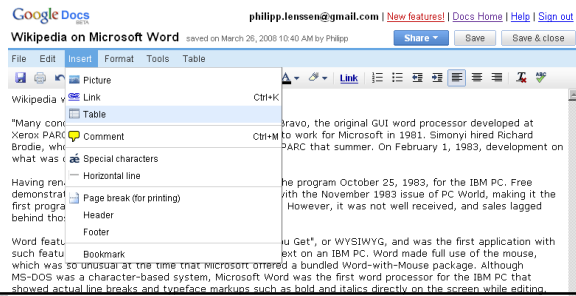 Google Docs
BETA
philipp.lenssen@gmail.com | New features! | Docs Home | Help | Sign out
Wikipedia on Microsoft Word saved on March 26, 2008 10:40 AM by Philipp
Share Save Save & close
File Edit Insert Format Tools Table
Link
Picture
Link Ctrl+K
Table
Comment Ctrl+M
Special characters
Horizontal line
Page break (for printing)
Header
Footer
Bookmark
Wikipedia
"Many Bravo, the original GUI word processor developed at
Xerox PARC to work for Microsoft in 1981. Simonyi hired Richard
Brodie, PARC that summer. On February 1, 1983, development on
what was
Having the program October 25, 1983, for the IBM PC. Free
with the November 1983 issue of PC World, making it the
first However, it was not well received, and sales lagged
behind
Word Get", or WYSIWYG, and was the first application with
such text on an IBM PC. Word made full use of the mouse,
which was so unusual at the time that Microsoft offered a bundled Word-with-Mouse package. Although
MS-DOS was a character-based system, Microsoft Word was the first word processor for the IBM PC that
showed actual line breaks and typeface markups such as bold and italics directly on the screen while editing.